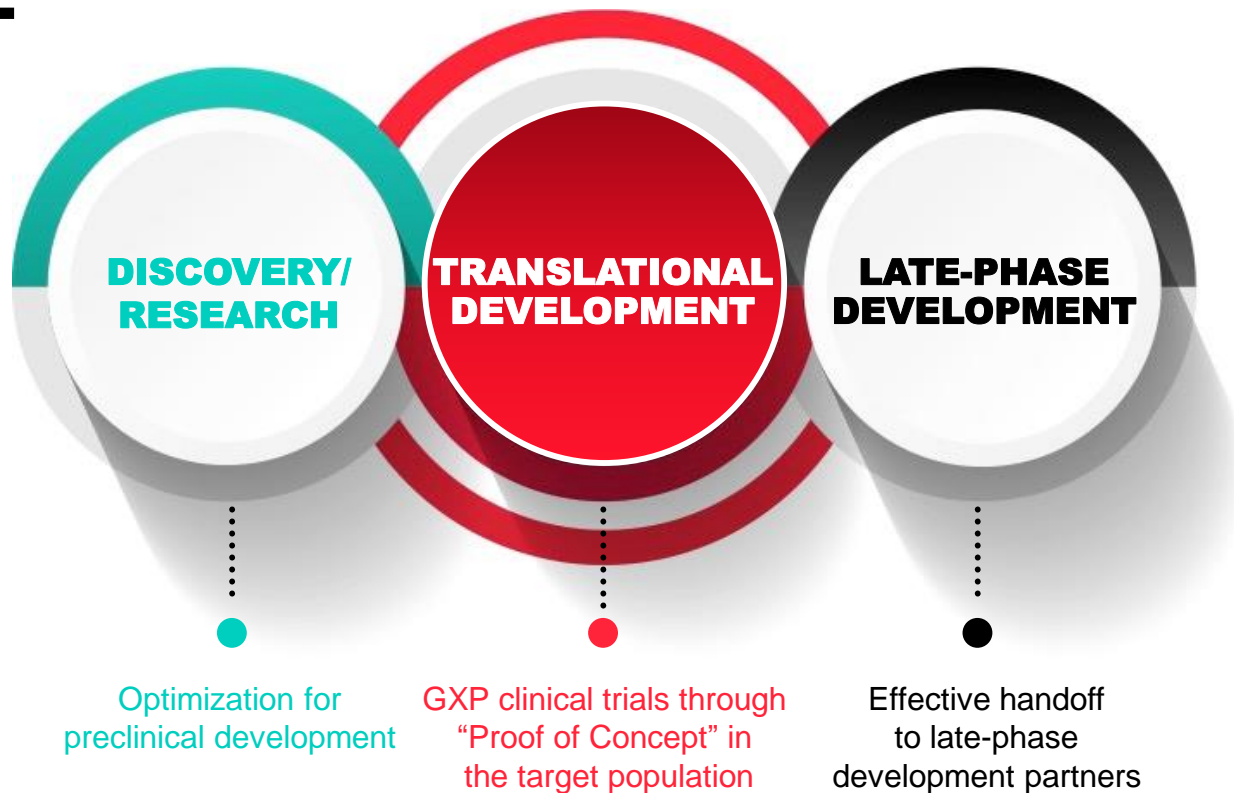 DISCOVERY/
RESEARCH
TRANSLATIONAL
DEVELOPMENT
LATE-PHASE
DEVELOPMENT
Optimization for
preclinical development
GXP clinical trials through
“Proof of Concept” in
the target population
Effective handoff
to late-phase
development partners